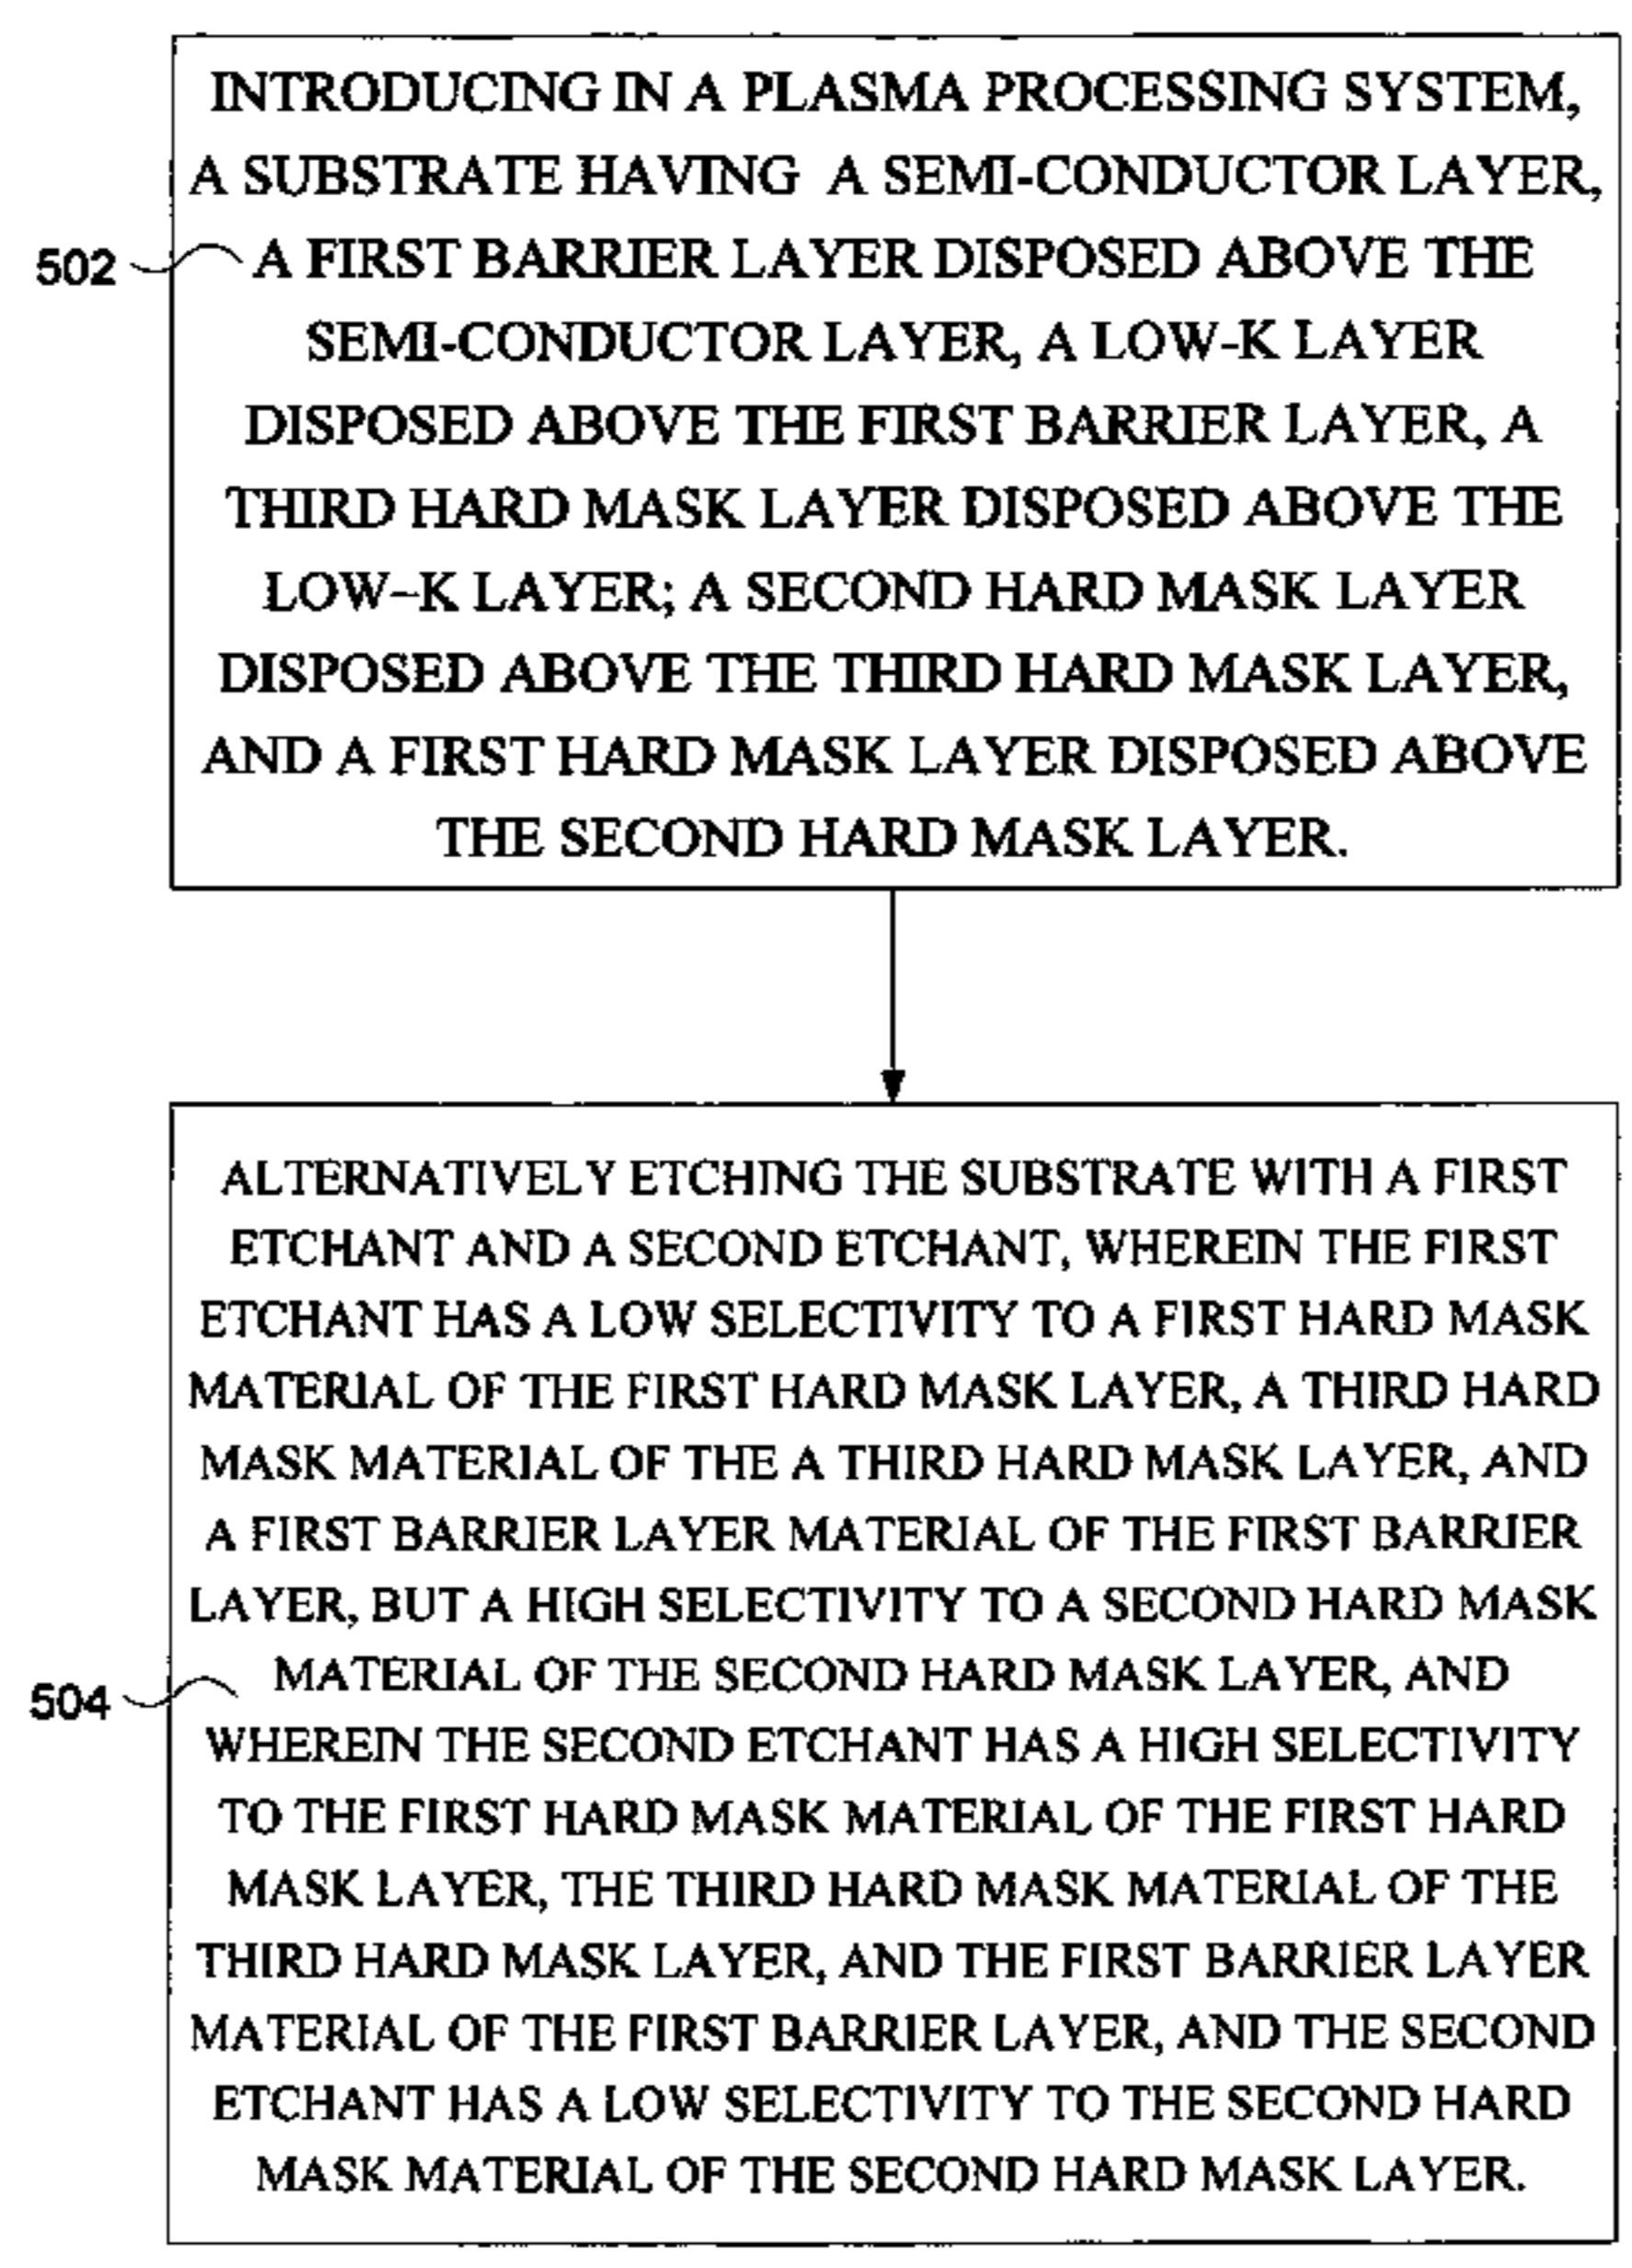 INTRODUCING IN A PLASMA PROCESSING SYSTEM,
A SUBSTRATE HAVING A SEMI-CONDUCTOR LAYER,
502 A FIRST BARRIER LAYER DISPOSED ABOVE THE
SEMI-CONDUCTOR LAYER, A LOW-K LAYER
DISPOSED ABOVE THE FIRST BARRIER LAYER, A
THIRD HARD MASK LAYER DISPOSED ABOVE THE
LOW–K LAYER; A SECOND HARD MASK LAYER
DISPOSED ABOVE THE THIRD HARD MASK LAYER,
AND A FIRST HARD MASK LAYER DISPOSED ABOVE
THE SECOND HARD MASK LAYER.
ALTERNATIVELY ETCHING THE SUBSTRATE WITH A FIRST
ETCHANT AND A SECOND ETCHANT, WHEREIN THE FIRST
ETCHANT HAS A LOW SELECTIVITY TO A FIRST HARD MASK
MATERIAL OF THE FIRST HARD MASK LAYER, A THIRD HARD
MASK MATERIAL OF THE A THIRD HARD MASK LAYER, AND
A FIRST BARRIER LAYER MATERIAL OF THE FIRST BARRIER
LAYER, BUT A HIGH SELECTIVITY TO A SECOND HARD MASK
504 MATERIAL OF THE SECOND HARD MASK LAYER, AND
WHEREIN THE SECOND ETCHANT HAS A HIGH SELECTIVITY
TO THE FIRST HARD MASK MATERIAL OF THE FIRST HARD
MASK LAYER, THE THIRD HARD MASK MATERIAL OF THE
THIRD HARD MASK LAYER, AND THE FIRST BARRIER LAYER
MATERIAL OF THE FIRST BARRIER LAYER, AND THE SECOND
ETCHANT HAS A LOW SELECTIVITY TO THE SECOND HARD
MASK MATERIAL OF THE SECOND HARD MASK LAYER.